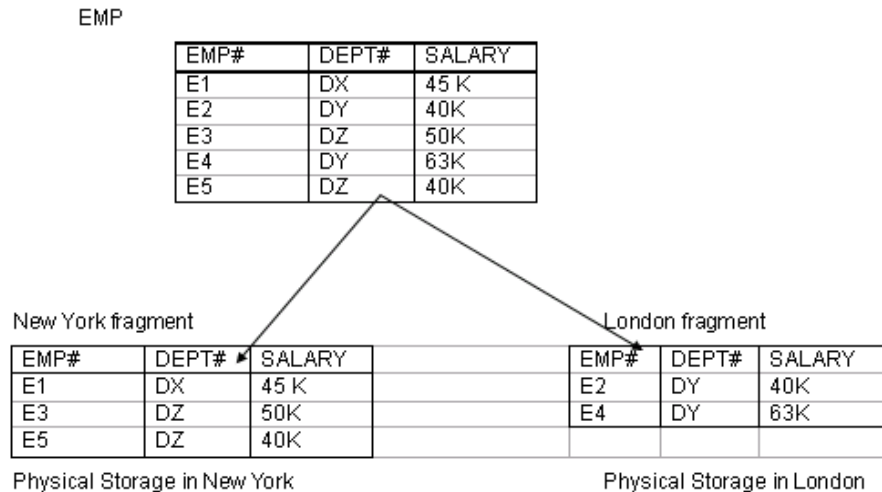 EMP
EMP# DEPT# SALARY
E1 DX 45 K
E2 DY 40K
E3 DZ 50K
E4 DY 63K
E5 DZ 40K
New York fragment
EMP# DEPT# SALARY
E1 DX 45 K
E3 DZ 50K
E5 DZ 40K
Physical Storage in New York
London fragment
EMP# DEPT# SALARY
E2 DY 40K
E4 DY 63K
Physical Storage in London